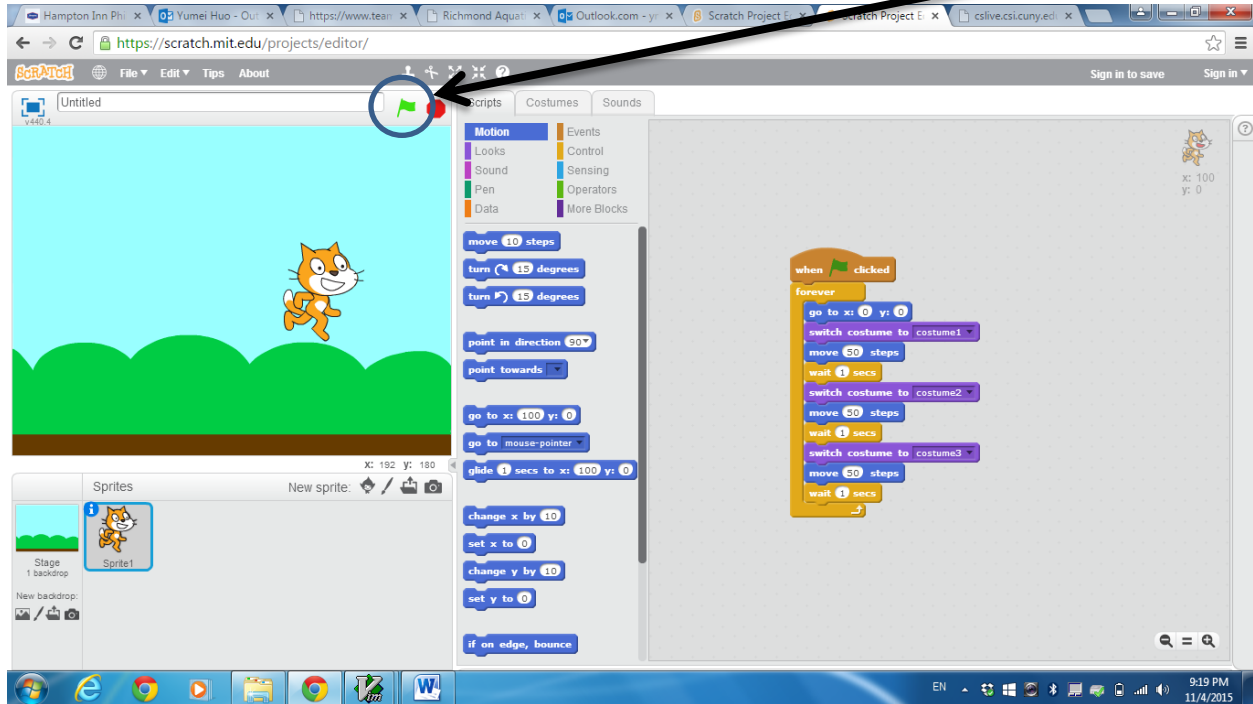 Hampton Inn Phi
Yumei Huo - Out
https://www.team
Richmond Aquati
Outlook.com - yr
Scratch Project E
Scratch Project E
cslive.csi.cuny.edu
https://scratch.mit.edu/projects/editor/
SCRATCH File Edit Tips About Sign in to save Sign in
Untitled
v440.4
Scripts Costumes Sounds
Motion Events
Looks Control
Sound Sensing
Pen Operators
Data More Blocks
move 10 steps
turn 15 degrees
turn 15 degrees
point in direction 90
point towards
go to x: 100 y: 0
go to mouse-pointer
glide 1 secs to x: 100 y: 0
change x by 10
set x to 0
change y by 10
set y to 0
if on edge, bounce
x: 100
y: 0
when clicked
forever
go to x: 0 y: 0
switch costume to costume1
move 50 steps
wait 1 secs
switch costume to costume2
move 50 steps
wait 1 secs
switch costume to costume3
move 50 steps
wait 1 secs
X: 192 y: 180
Sprites New sprite:
Stage
1 backdrop
Sprite1
New backdrop:
EN
9:19 PM
11/4/2015